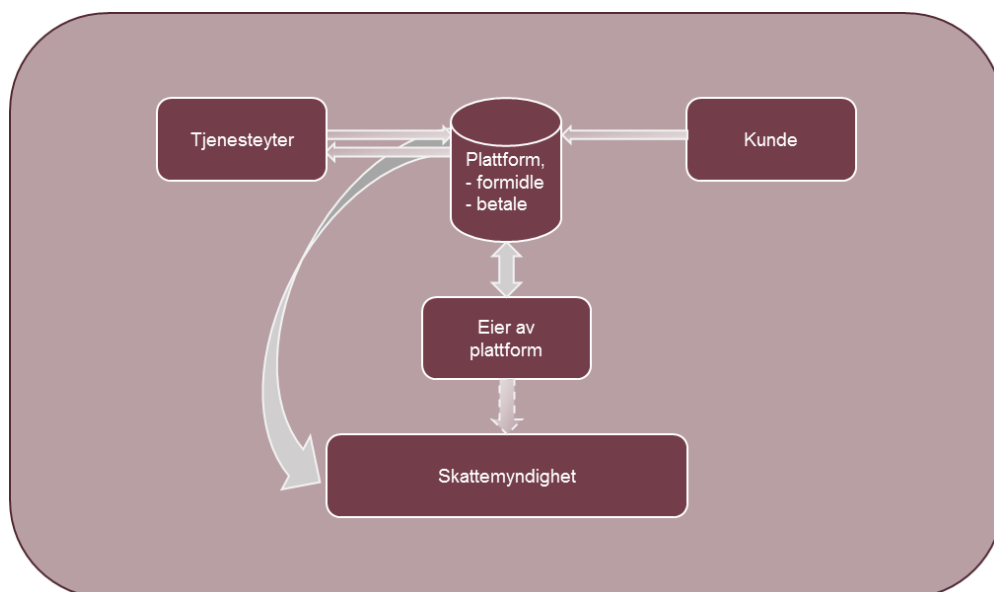 Tjenesteyter
Plattform,
- formidle
- betale
Kunde
Eier av
plattform
Skattemyndighet